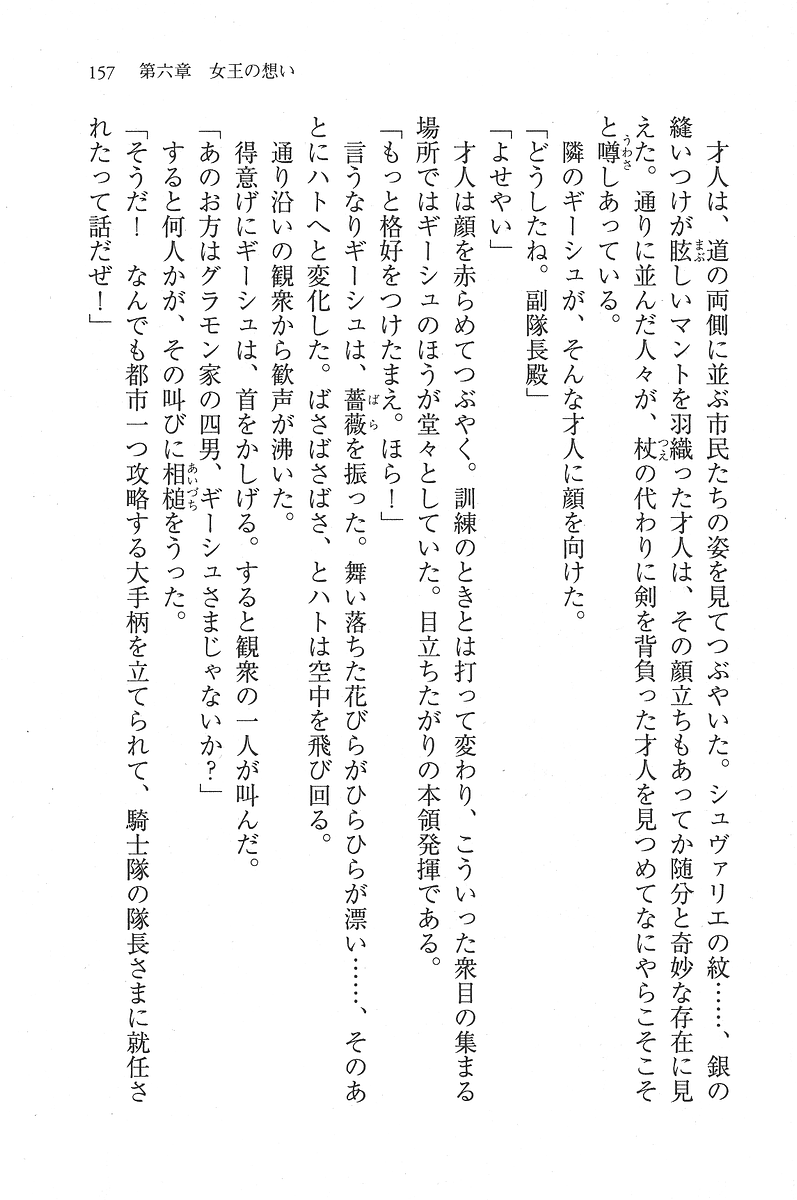 157　第六章　女王の想い
　才人は、道の両側に並ぶ市民たちの姿を見てつぶやいた。シュヴァリエの紋……、銀の
縫いつけが眩しいマントを羽織った才人は、その顔立ちもあってか随分と奇妙な存在に見
えた。通りに並んだ人々が、杖の代わりに剣を背負った才人を見つめてなにやらこそこそ
と噂しあっている。
　隣のギーシュが、そんな才人に顔を向けた。
「どうしたね。副隊長殿」
「よせやい」
　才人は顔を赤らめてつぶやく。訓練のときとは打って変わり、こういった衆目の集まる
場所ではギーシュのほうが堂々としていた。目立ちたがりの本領発揮である。
「もっと格好をつけたまえ。ほら！」
　言うなりギーシュは、薔薇を振った。舞い落ちた花びらがひらひらが漂い……、そのあ
とにハトへと変化した。ばさばさばさ、とハトは空中を飛び回る。
　通り沿いの観衆から歓声が沸いた。
　得意げにギーシュは、首をかしげる。すると観衆の一人が叫んだ。
「あのお方はグラモン家の四男、ギーシュさまじゃないか？」
　すると何人かが、その叫びに相槌をうった。
「そうだ！　なんでも都市一つ攻略する大手柄を立てられて、騎士隊の隊長さまに就任さ
れたって話だぜ！」